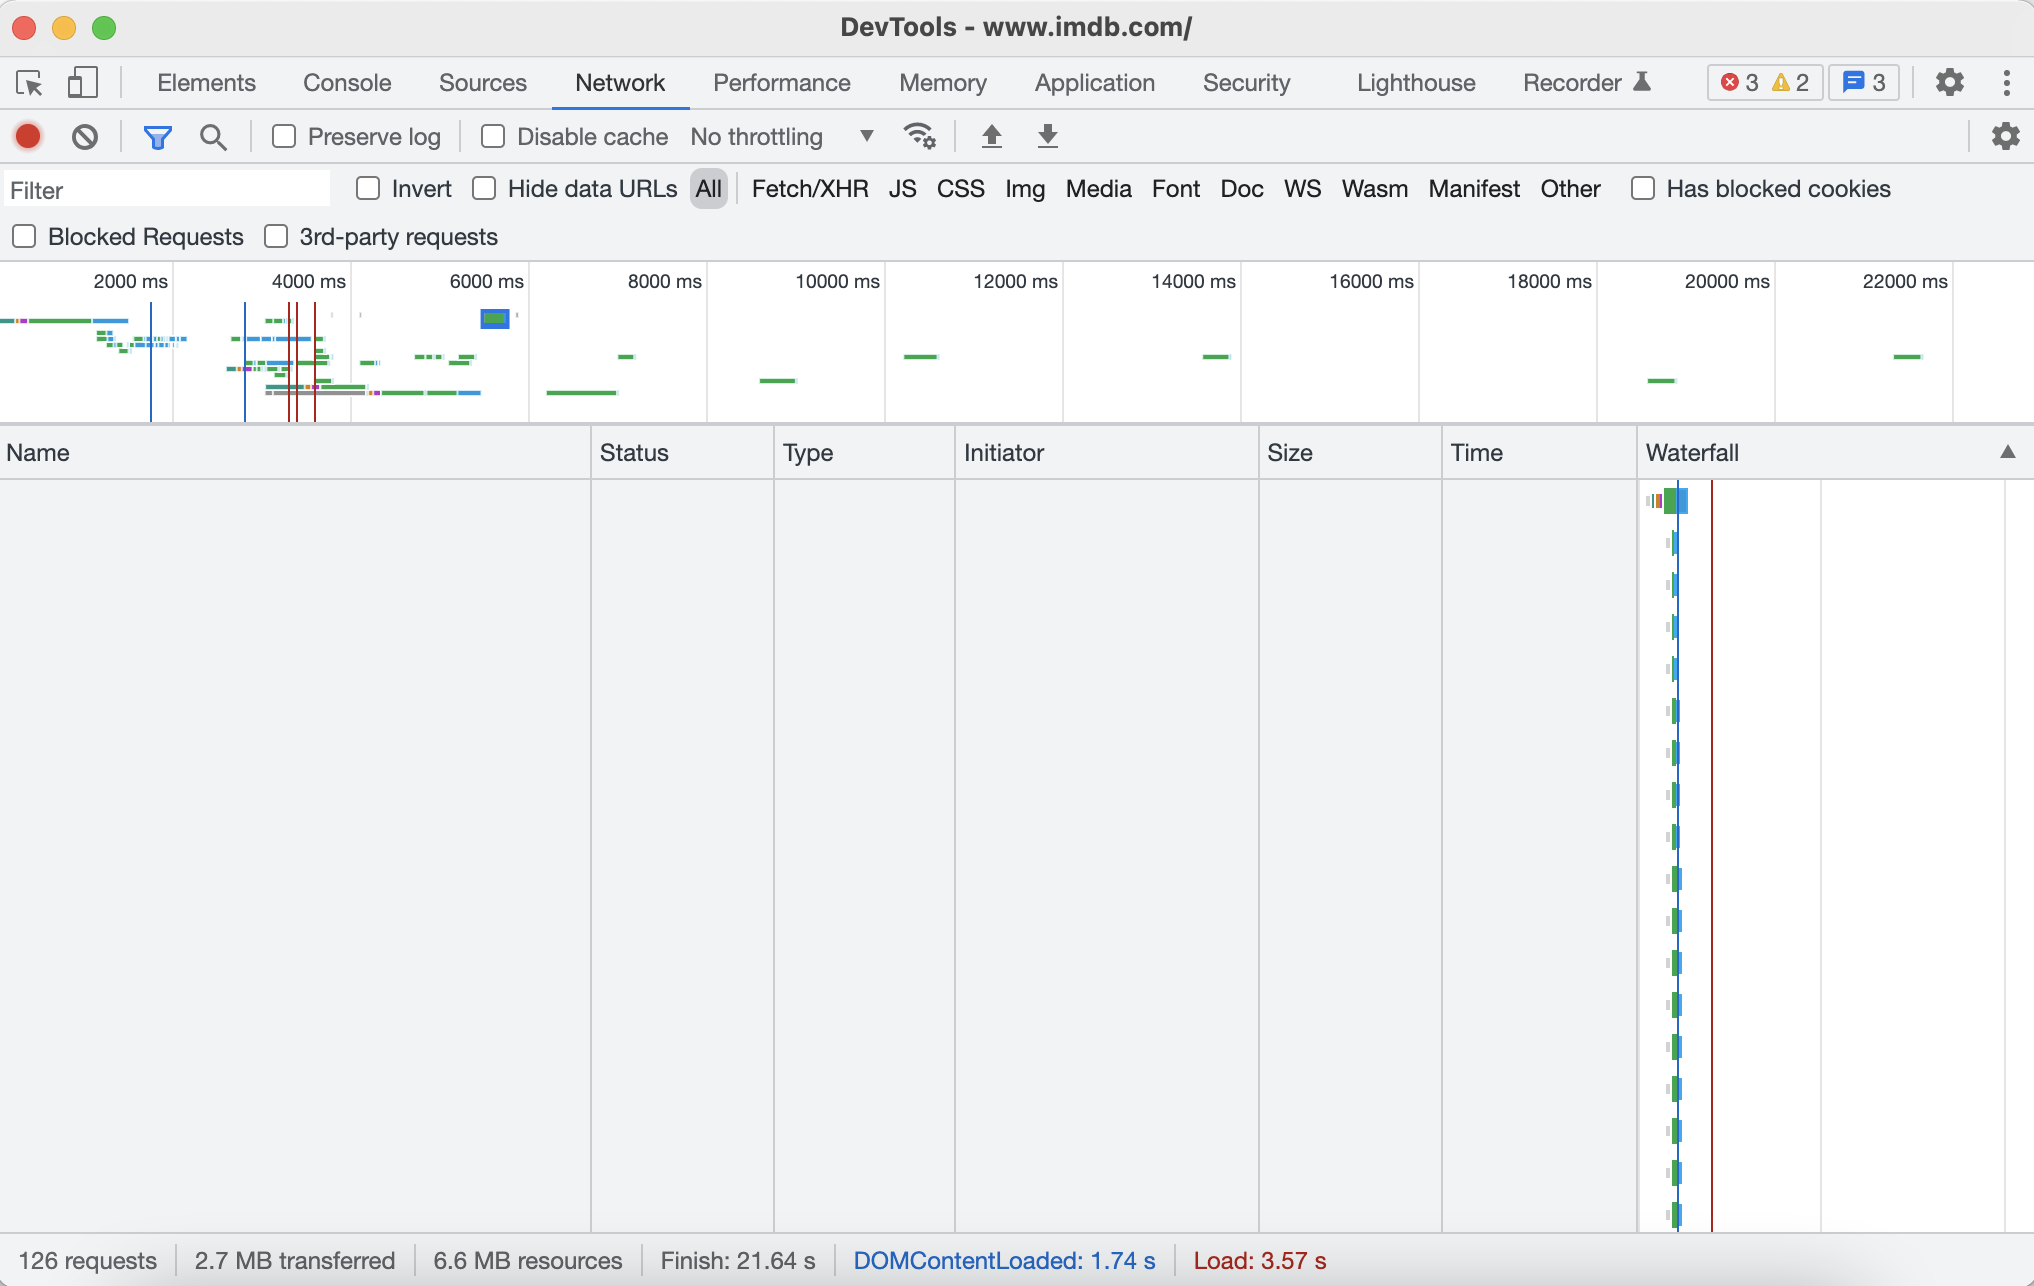 DevTools - www.imdb.com/
Elements Console Sources Network Performance Memory Application Security Lighthouse Recorder 3 2 3
Preserve log Disable cache No throttling
Filter Invert Hide data URLs All Fetch/XHR JS CSS Img Media Font Doc WS Wasm Manifest Other Has blocked cookies
Blocked Requests 3rd-party requests
2000 ms 4000 ms 6000 ms 8000 ms 10000 ms 12000 ms 14000 ms 16000 ms 18000 ms 20000 ms 22000 ms
Name Status Type Initiator Size Time Waterfall
126 requests 2.7 MB transferred 6.6 MB resources Finish: 21.64 s DOMContentLoaded: 1.74 s Load: 3.57 s